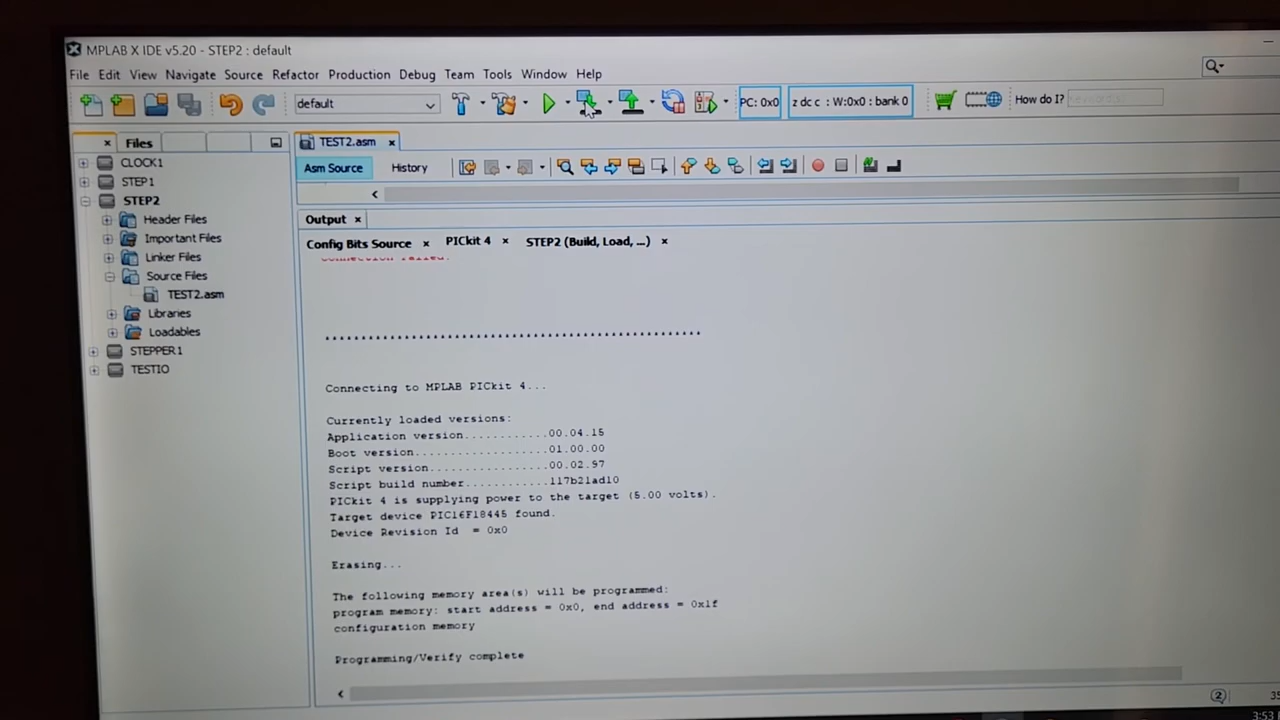 MPLAB X IDE v5.20 - STEP2 : default
File Edit View Navigate Source Refactor Production Debug Team Tools Window Help
default
PC: 0x0
z dc c : W:0x0 : bank 0
How do I?
Files
TEST2.asm
CLOCK1
STEP1
STEP2
Header Files
Important Files
Linker Files
Source Files
TEST2.asm
Libraries
Loadables
STEPPER1
TESTIO
Asm Source
History
Output
Config Bits Source
PICkit 4
STEP2 (Build, Load, ...)
Connection failed.
Connecting to MPLAB PICkit 4...
Currently loaded versions:
Application version...........00.04.15
Boot version..................01.00.00
Script version................00.02.97
Script build number...........117b21ad10
PICkit 4 is supplying power to the target (5.00 volts).
Target device PIC16F18445 found.
Device Revision Id = 0x0
Erasing...
The following memory area(s) will be programmed:
program memory: start address = 0x0, end address = 0x1f
configuration memory
Programming/Verify complete
2
3:53